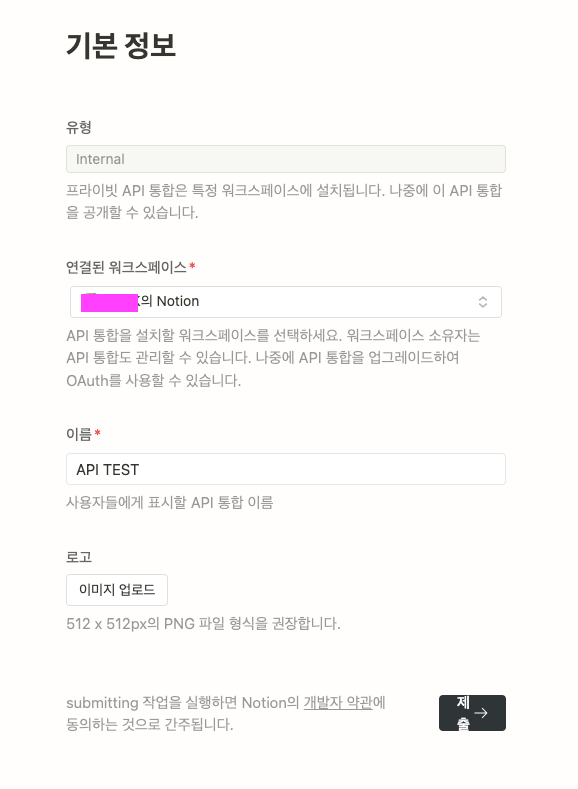 기본 정보
유형
Internal
프라이빗 API 통합은 특정 워크스페이스에 설치됩니다. 나중에 이 API 통합
을 공개할 수 있습니다.
연결된 워크스페이스*
의 Notion
API 통합을 설치할 워크스페이스를 선택하세요. 워크스페이스 소유자는
API 통합도 관리할 수 있습니다. 나중에 API 통합을 업그레이드하여
OAuth를 사용할 수 있습니다.
이름*
API TEST
사용자들에게 표시할 API 통합 이름
로고
이미지 업로드
512 x 512px의 PNG 파일 형식을 권장합니다.
submitting 작업을 실행하면 Notion의 개발자 약관에
동의하는 것으로 간주됩니다.
제
출 →